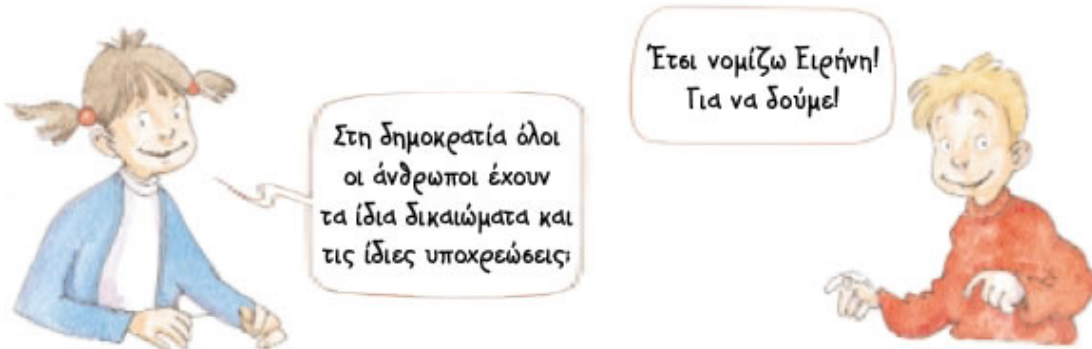 Στη δημοκρατία όλοι
οι άνθρωποι έχουν
τα ίδια δικαιώματα και
τις ίδιες υποχρεώσεις;
Έτσι νομίζω Ειρήνη!
Για να δούμε!